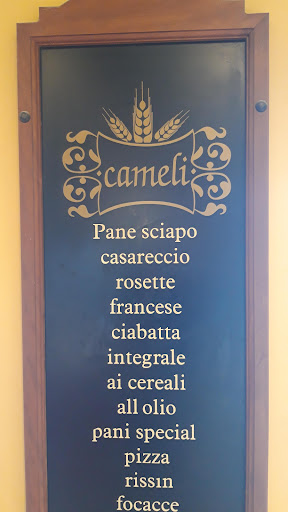 cameli
Pane sciapo
casareccio
rosette
francese
ciabatta
integrale
ai cereali
all olio
pani special
pizza
rissin
focacce